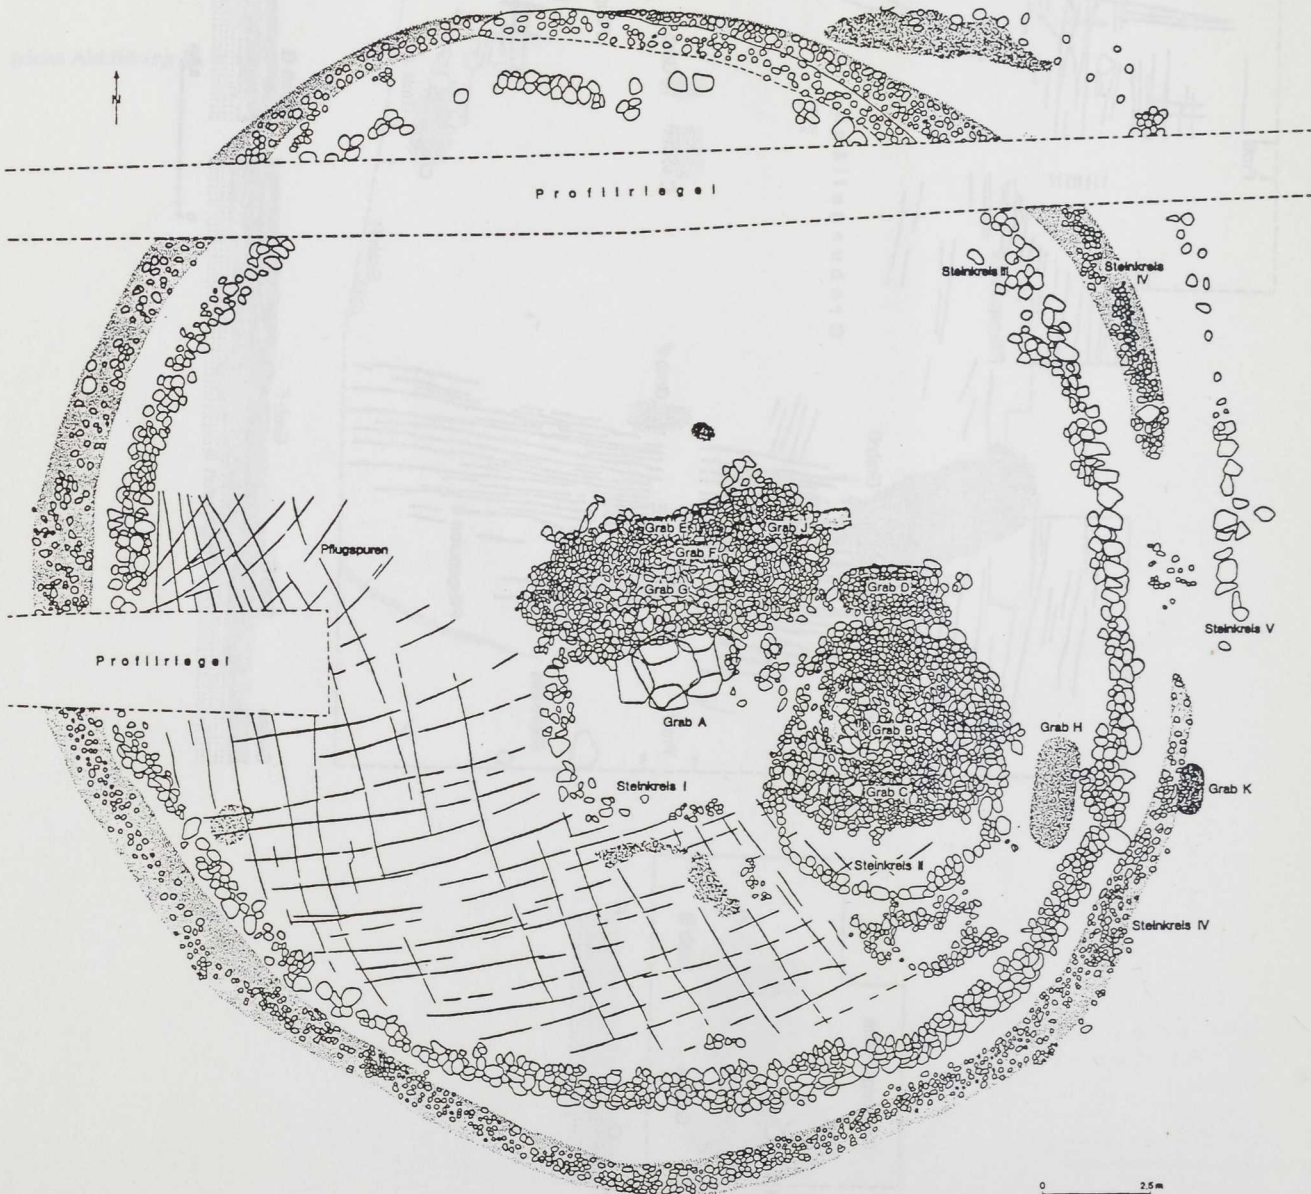 N
Profilriegel
Steinkreis III
Steinkreis
IV
Grab E
Grab J
Grab F
Pflugspuren
Grab G
Grab D
Steinkreis V
Profilriegel
Grab A
Grab B
Grab H
Steinkreis I
Grab C
Grab K
Steinkreis II
Steinkreis IV
0 2,5 m